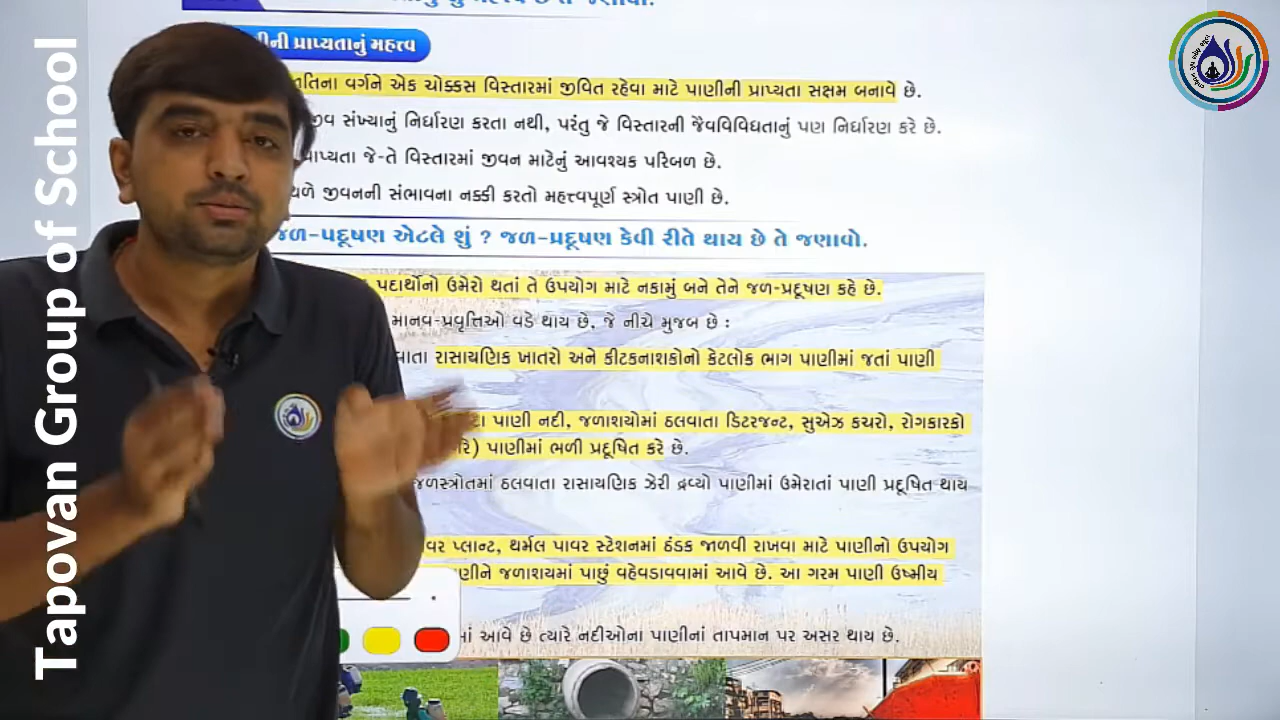 Tapovan Group of School
પ્રાપ્યતાનું મહત્ત્વ
વર્ગને એક ચોક્કસ વિસ્તારમાં જીવિત રહેવા માટે પાણીની પ્રાપ્યતા સક્ષમ બનાવે છે.
સંખ્યાનું નિર્ધારણ કરતા નથી, પરંતુ જે વિસ્તારની જૈવવિવિધતાનું પણ નિર્ધારણ કરે છે.
જે-તે વિસ્તારમાં જીવન માટેનું આવશ્યક પરિબળ છે.
જીવનની સંભાવના નક્કી કરતો મહત્ત્વપૂર્ણ સ્ત્રોત પાણી છે.
જળ-પ્રદૂષણ એટલે શું ? જળ-પ્રદૂષણ કેવી રીતે થાય છે તે જણાવો.
પદાર્થોનો ઉમેરો થતાં તે ઉપયોગ માટે નકામું બને તેને જળ-પ્રદૂષણ કહે છે.
માનવ-પ્રવૃત્તિઓ વડે થાય છે, જે નીચે મુજબ છે :
રાસાયણિક ખાતરો અને કીટકનાશકોનો કેટલોક ભાગ પાણીમાં જતાં પાણી
પાણી નદી, જળાશયોમાં ઠલવાતા ડિટરજન્ટ, સુએઝ કચરો, રોગકારકો
પાણીમાં ભળી પ્રદૂષિત કરે છે.
જળસ્ત્રોતમાં ઠલવાતા રાસાયણિક ઝેરી દ્રવ્યો પાણીમાં ઉમેરાતાં પાણી પ્રદૂષિત થાય
પ્લાન્ટ, થર્મલ પાવર સ્ટેશનમાં ઠંડક જાળવી રાખવા માટે પાણીનો ઉપયોગ
જળાશયમાં પાછું વહેવડાવવામાં આવે છે. આ ગરમ પાણી ઉષ્મીય
આવે છે ત્યારે નદીઓના પાણીનાં તાપમાન પર અસર થાય છે.